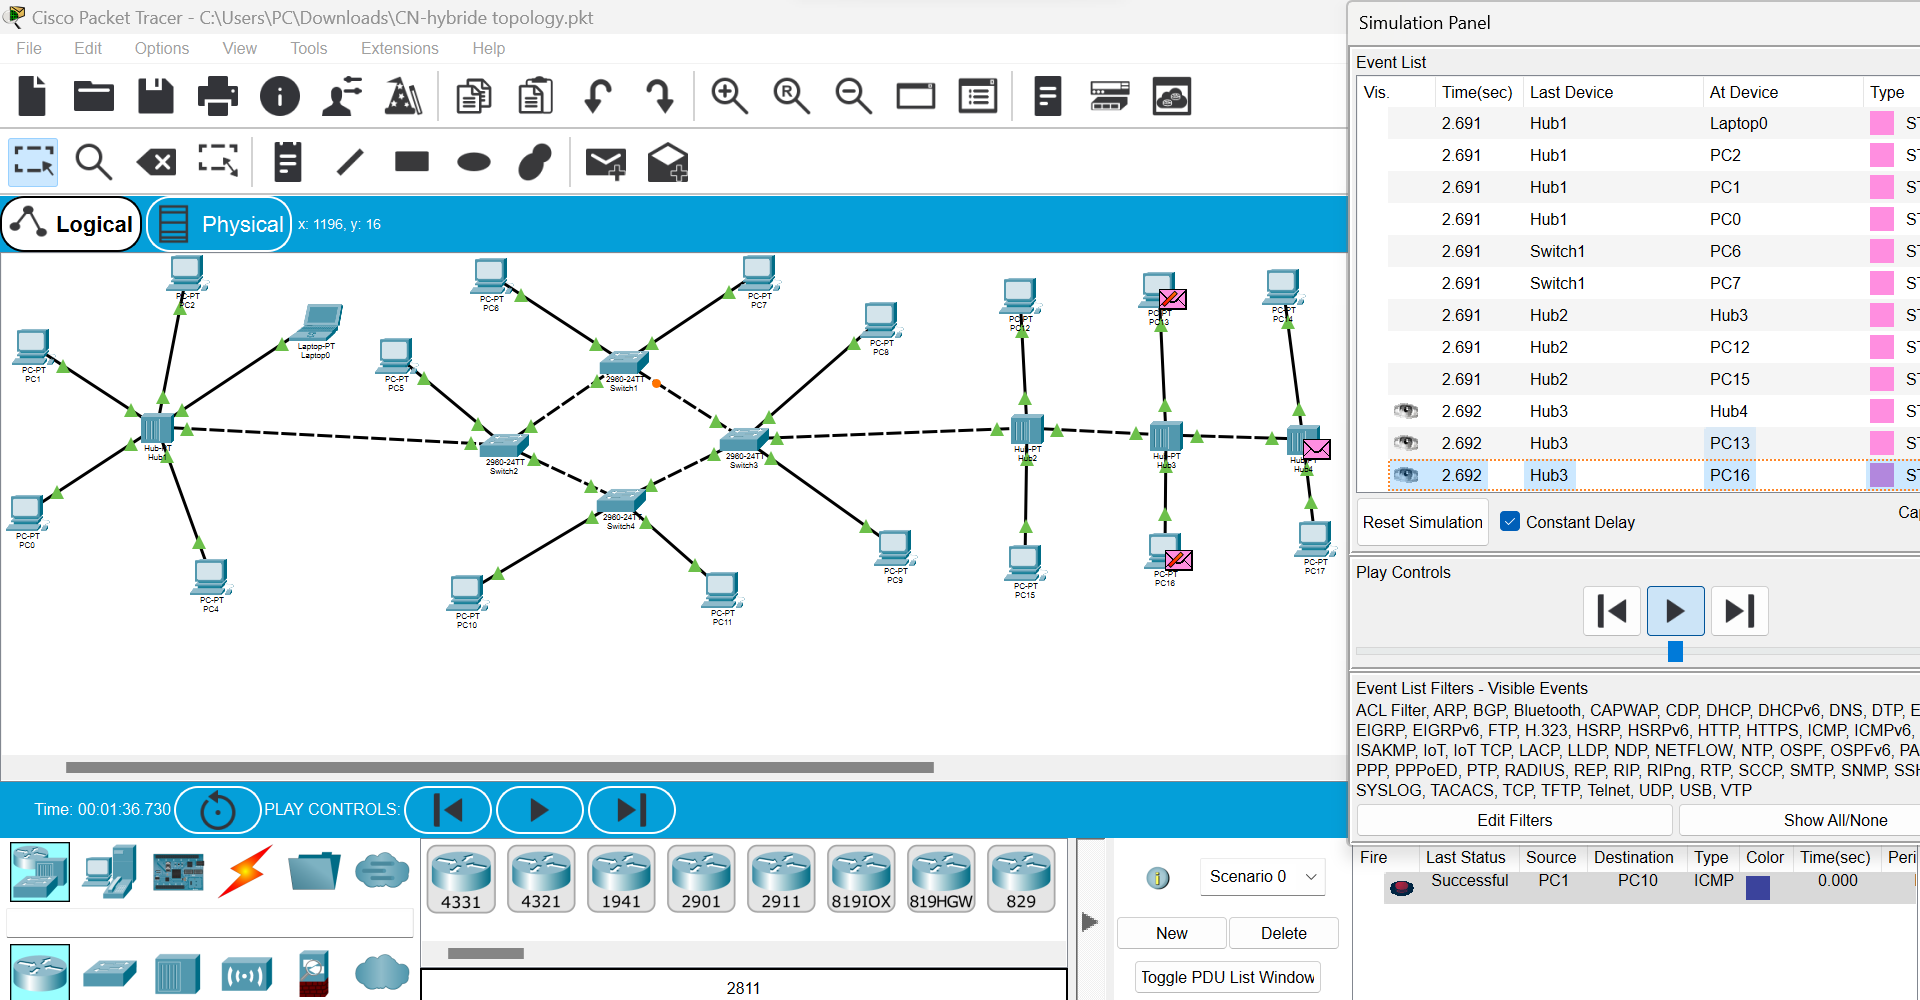 Cisco Packet Tracer - C:\Users\PC\Downloads\CN-hybride topology.pkt
File Edit Options View Tools Extensions Help
Logical
Physical
x: 1196, y: 16
PC-PT
PC2
Laptop-PT
Laptop0
PC-PT
PC1
Hub-PT
Hub1
PC-PT
PC0
PC-PT
PC4
PC-PT
PC6
PC-PT
PC7
PC-PT
PC5
2960-24TT
Switch1
PC-PT
PC8
2960-24TT
Switch2
2960-24TT
Switch3
2960-24TT
Switch4
PC-PT
PC9
PC-PT
PC10
PC-PT
PC11
PC-PT
PC12
PC-PT
PC13
PC-PT
PC14
Hub-PT
Hub2
Hub-PT
Hub3
Hub-PT
Hub4
PC-PT
PC15
PC-PT
PC16
PC-PT
PC17
Time: 00:01:36.730
PLAY CONTROLS:
4331
4321
1941
2901
2911
819IOX
819HGW
829
2811
Scenario 0
New
Delete
Toggle PDU List Window
Simulation Panel
Event List
Vis. Time(sec) Last Device At Device Type
2.691 Hub1 Laptop0 ST
2.691 Hub1 PC2 ST
2.691 Hub1 PC1 ST
2.691 Hub1 PC0 ST
2.691 Switch1 PC6 ST
2.691 Switch1 PC7 ST
2.691 Hub2 Hub3 ST
2.691 Hub2 PC12 ST
2.691 Hub2 PC15 ST
2.692 Hub3 Hub4 ST
2.692 Hub3 PC13 ST
2.692 Hub3 PC16 ST
Reset Simulation
Constant Delay
Cap
Play Controls
Event List Filters - Visible Events
ACL Filter, ARP, BGP, Bluetooth, CAPWAP, CDP, DHCP, DHCPv6, DNS, DTP, E
EIGRP, EIGRPv6, FTP, H.323, HSRP, HSRPv6, HTTP, HTTPS, ICMP, ICMPv6,
ISAKMP, IoT, IoT TCP, LACP, LLDP, NDP, NETFLOW, NTP, OSPF, OSPFv6, PA
PPP, PPPoED, PTP, RADIUS, REP, RIP, RIPng, RTP, SCCP, SMTP, SNMP, SSH
SYSLOG, TACACS, TCP, TFTP, Telnet, UDP, USB, VTP
Edit Filters
Show All/None
Fire Last Status Source Destination Type Color Time(sec) Peri
Successful PC1 PC10 ICMP 0.000